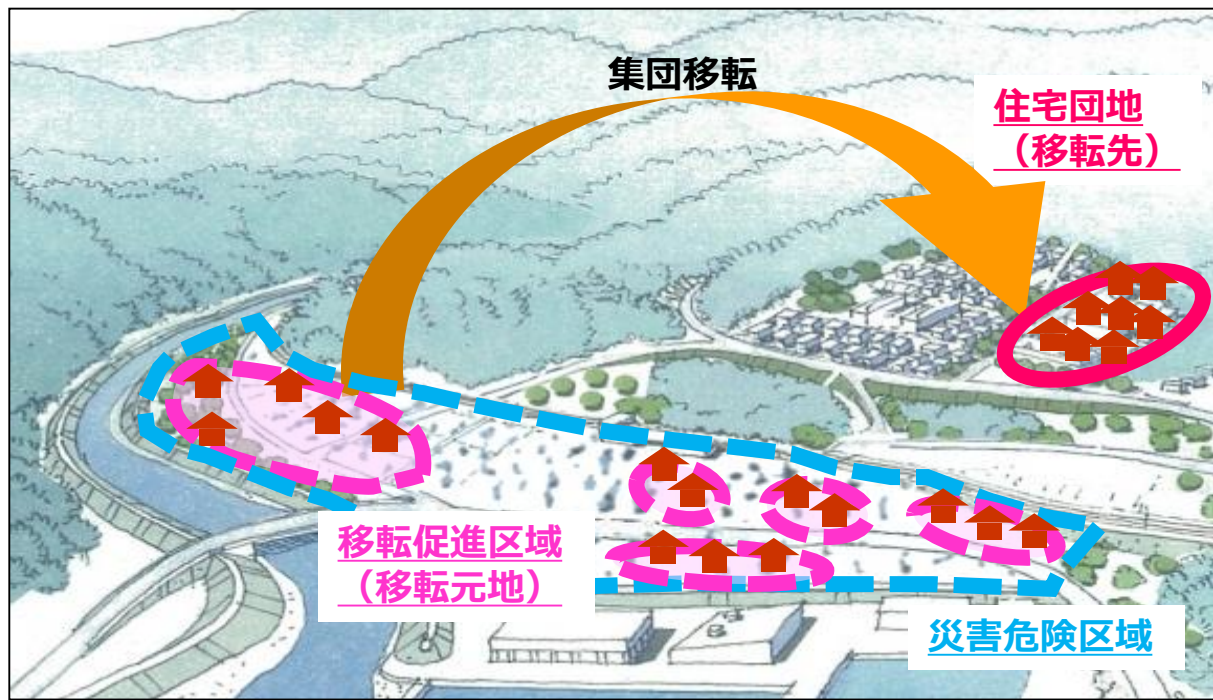 集団移転
住宅団地
（移転先）
移転促進区域
（移転元地）
災害危険区域